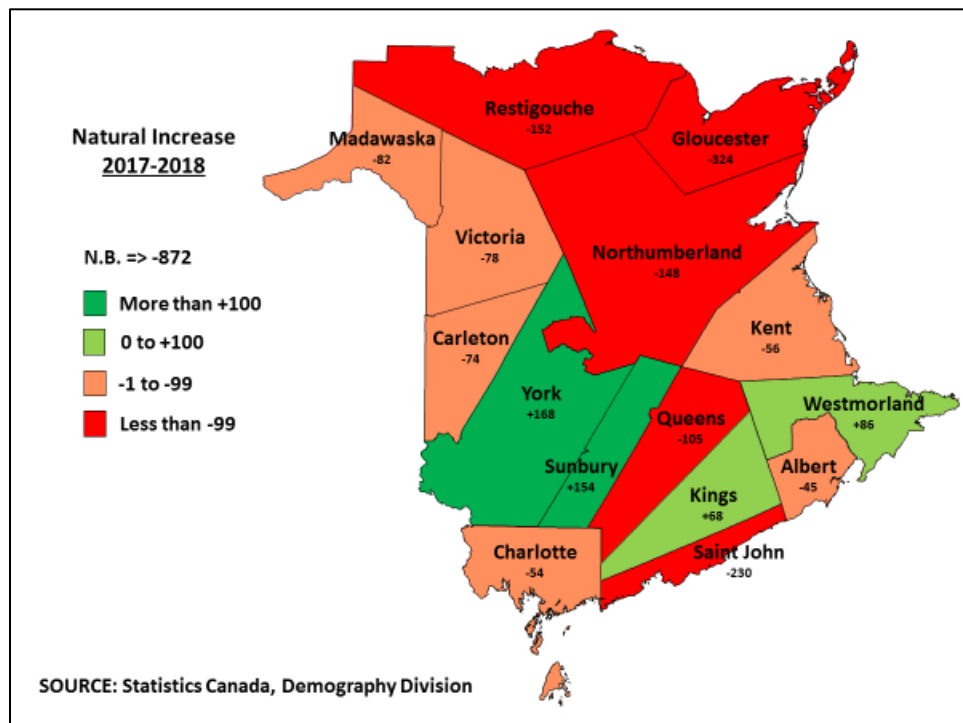 Natural Increase
2017-2018
N.B. => -872
More than +100
0 to +100
-1 to -99
Less than -99
Restigouche
-152
Gloucester
-324
Madawaska
-82
Victoria
-78
Northumberland
-148
Carleton
-74
Kent
-56
York
+168
Westmorland
+86
Queens
-105
Sunbury
+154
Albert
-45
Kings
+68
Charlotte
-54
Saint John
-230
SOURCE: Statistics Canada, Demography Division